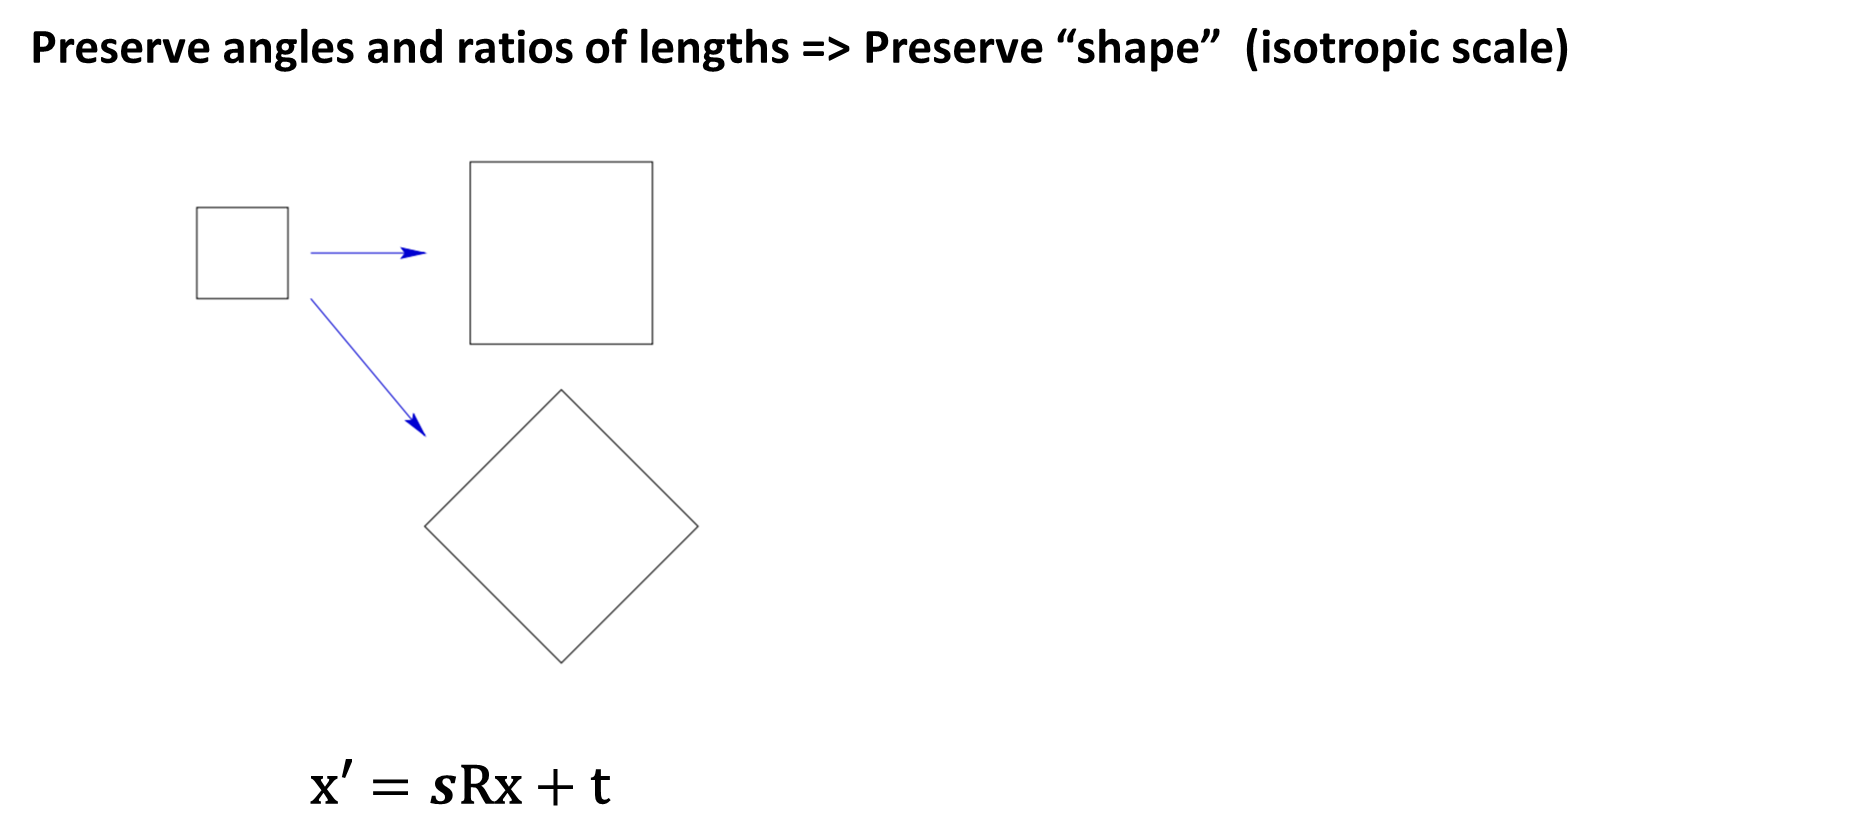 Preserve angles and ratios of lengths => Preserve “shape” (isotropic scale)
x′ = sRx + t